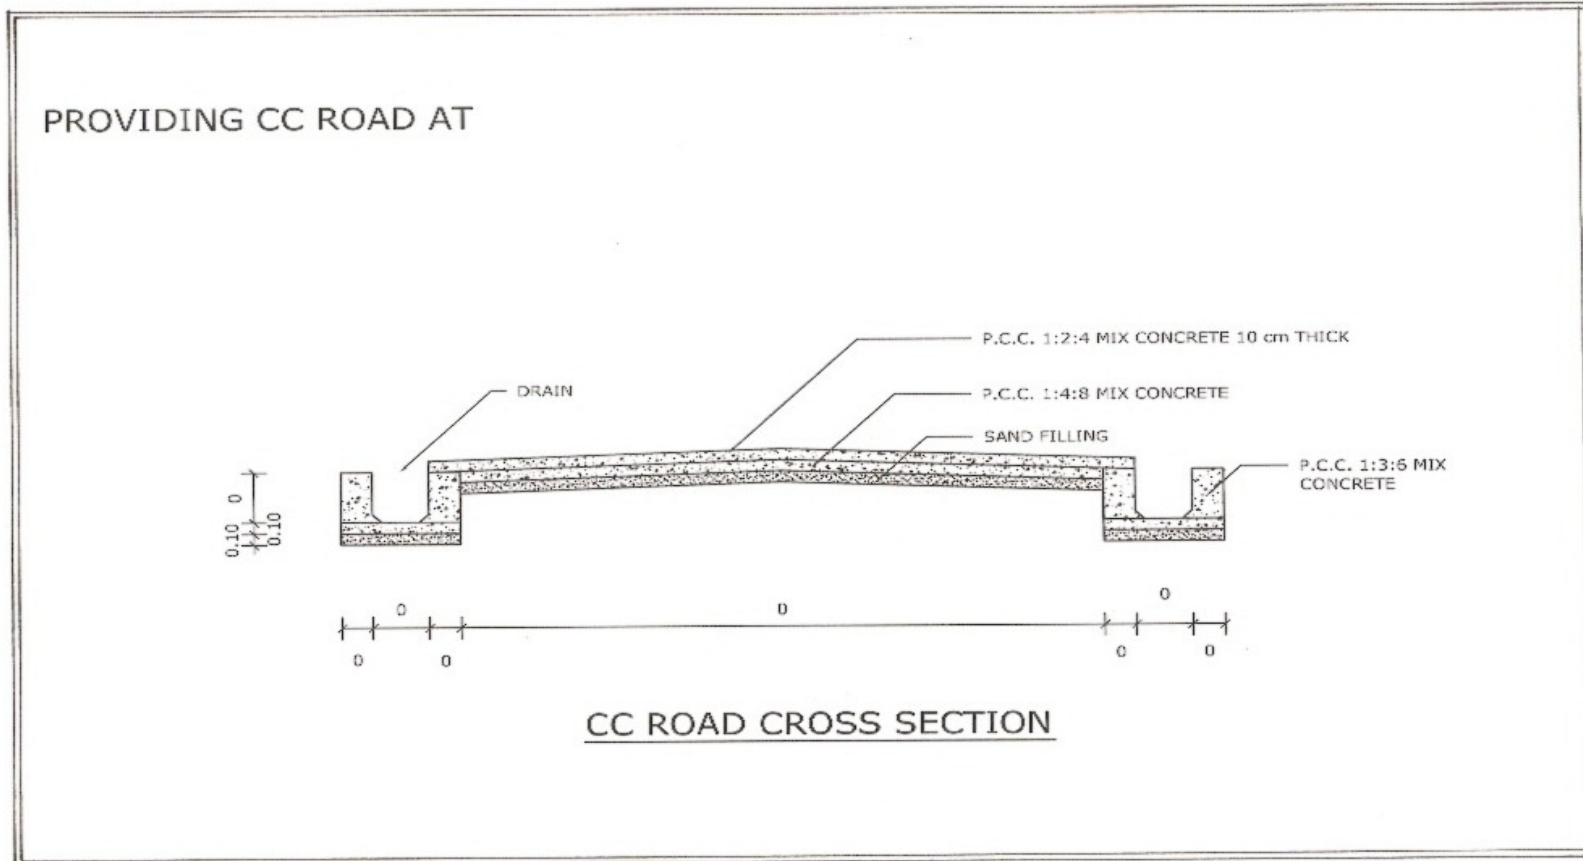 PROVIDING CC ROAD AT
P.C.C. 1:2:4 MIX CONCRETE 10 cm THICK
DRAIN
P.C.C. 1:4:8 MIX CONCRETE
SAND FILLING
P.C.C. 1:3:6 MIX
CONCRETE
0
0.10
0.10
0
0
0
0
0
0
0
0
CC ROAD CROSS SECTION